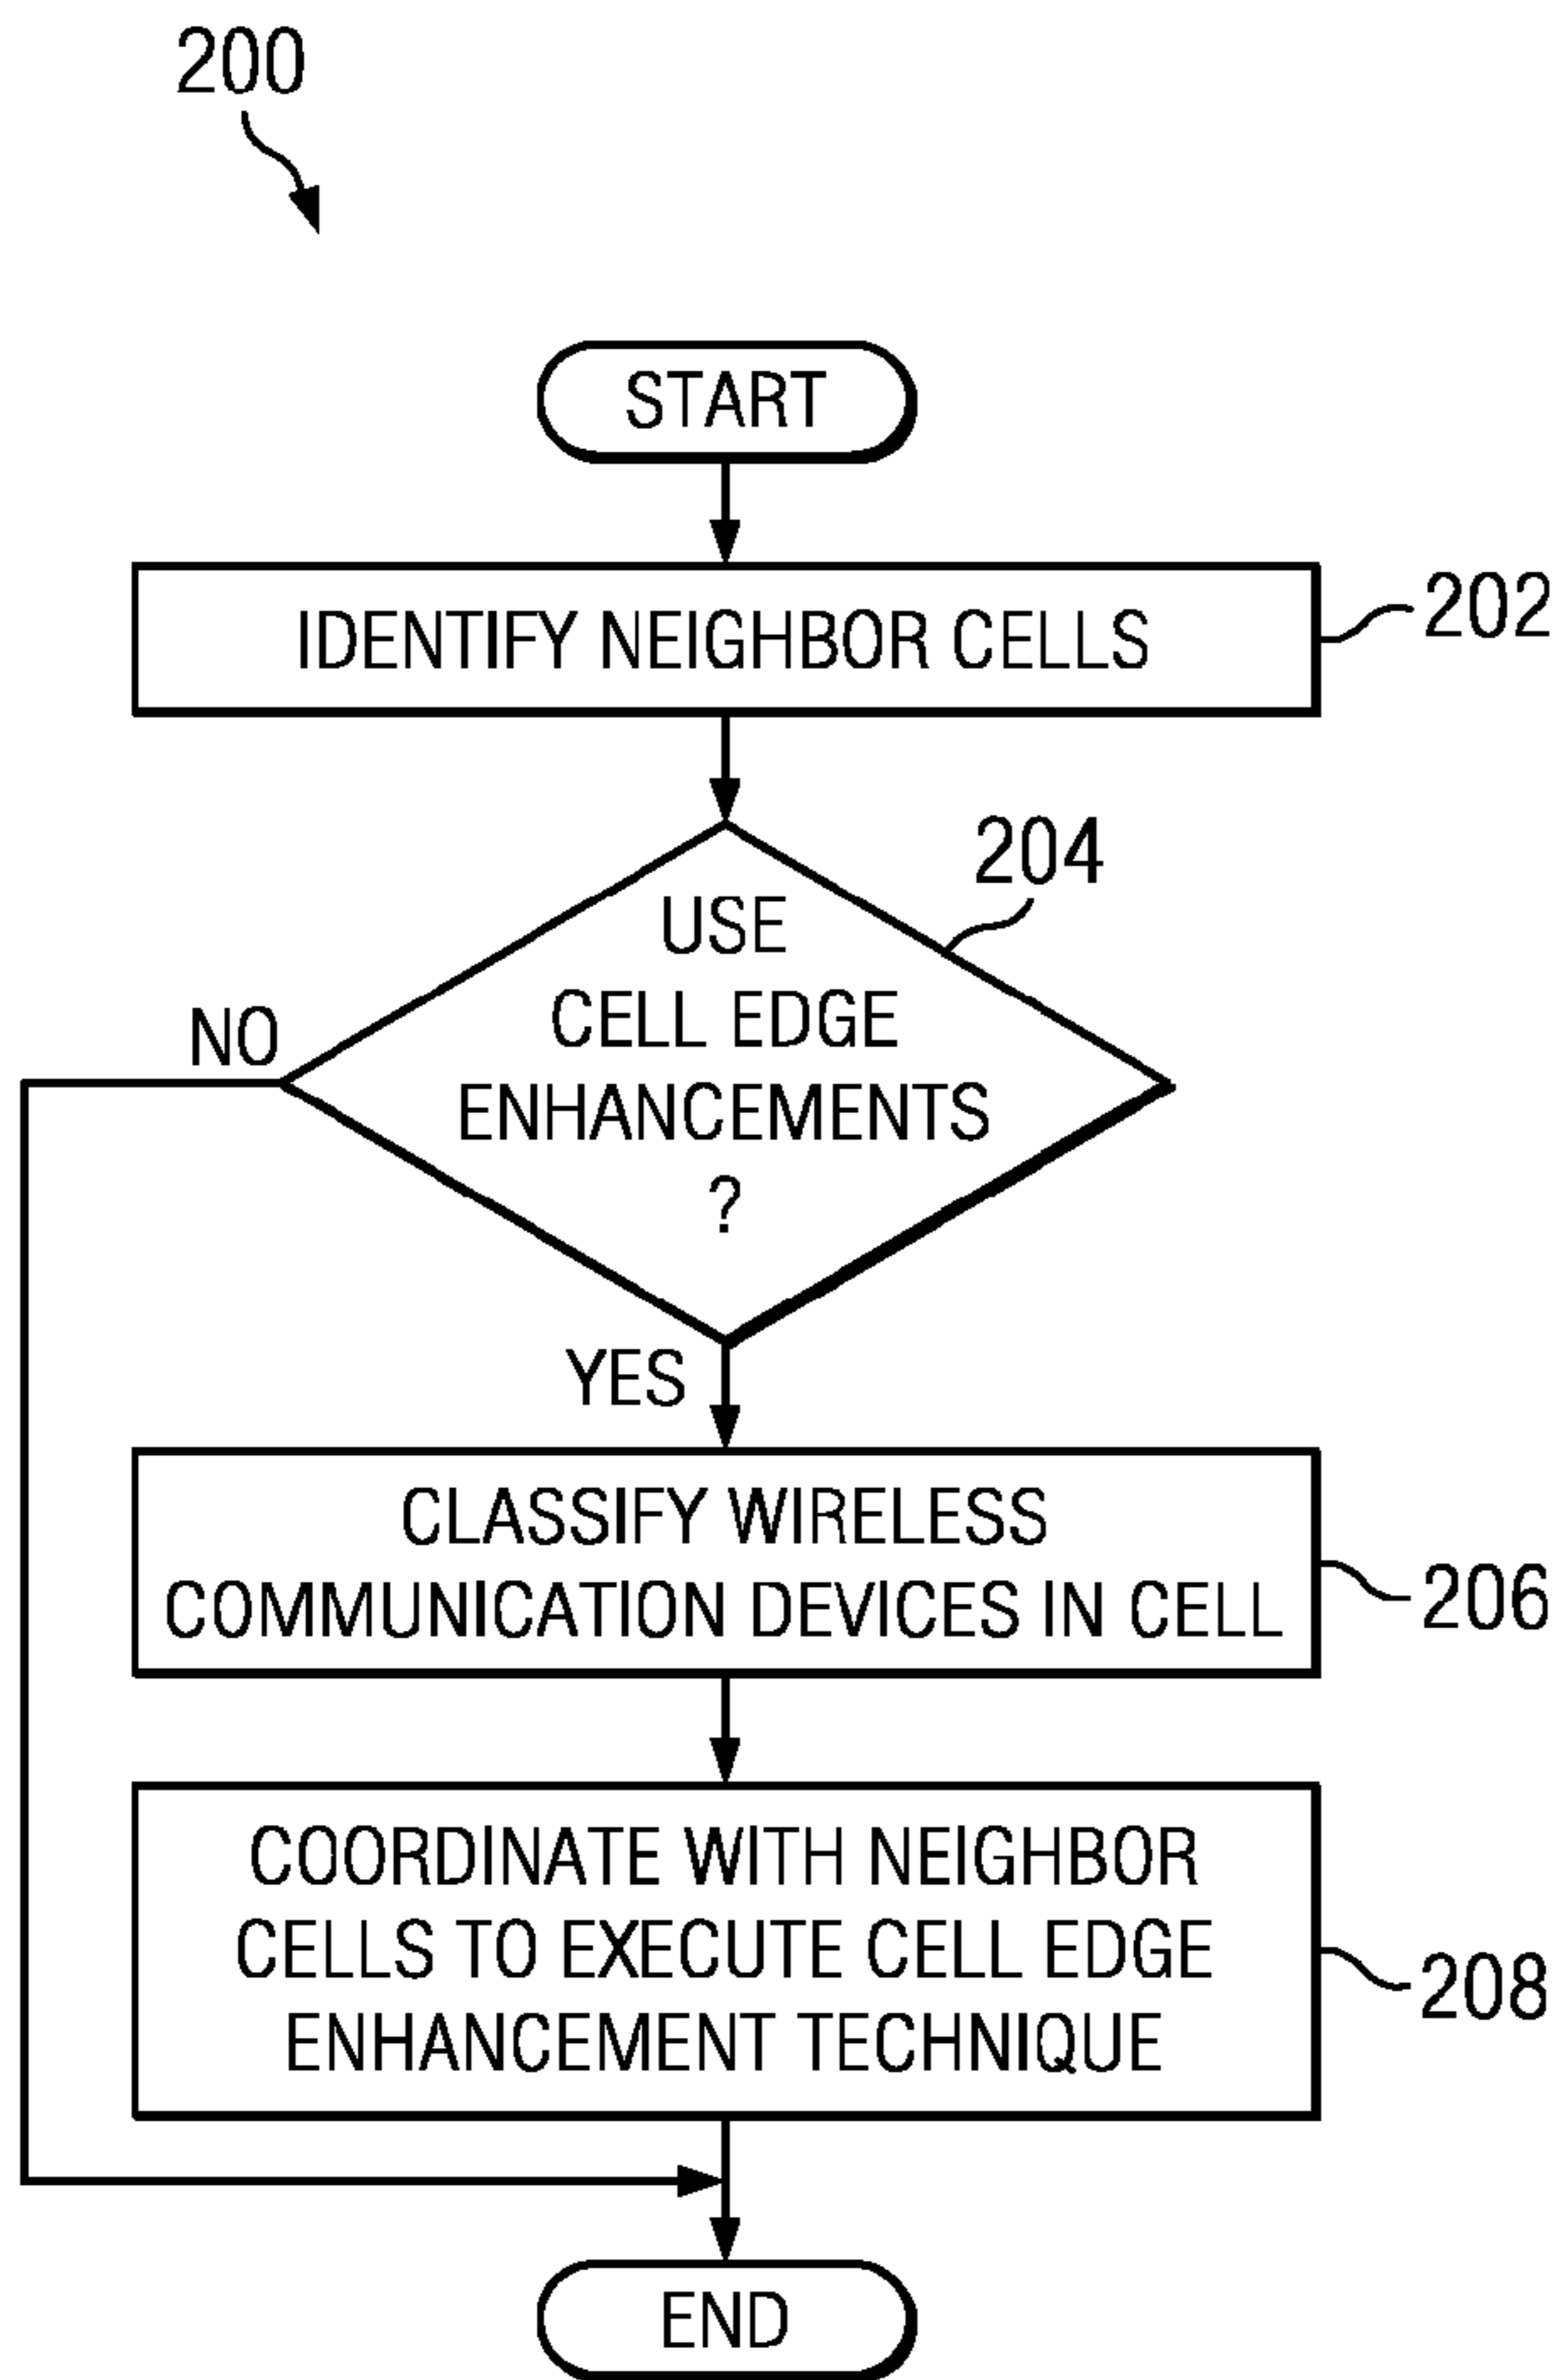 200
START
IDENTIFY NEIGHBOR CELLS
202
204
USE
CELL EDGE
ENHANCEMENTS
?
NO
YES
CLASSIFY WIRELESS
COMMUNICATION DEVICES IN CELL
206
COORDINATE WITH NEIGHBOR
CELLS TO EXECUTE CELL EDGE
ENHANCEMENT TECHNIQUE
208
END